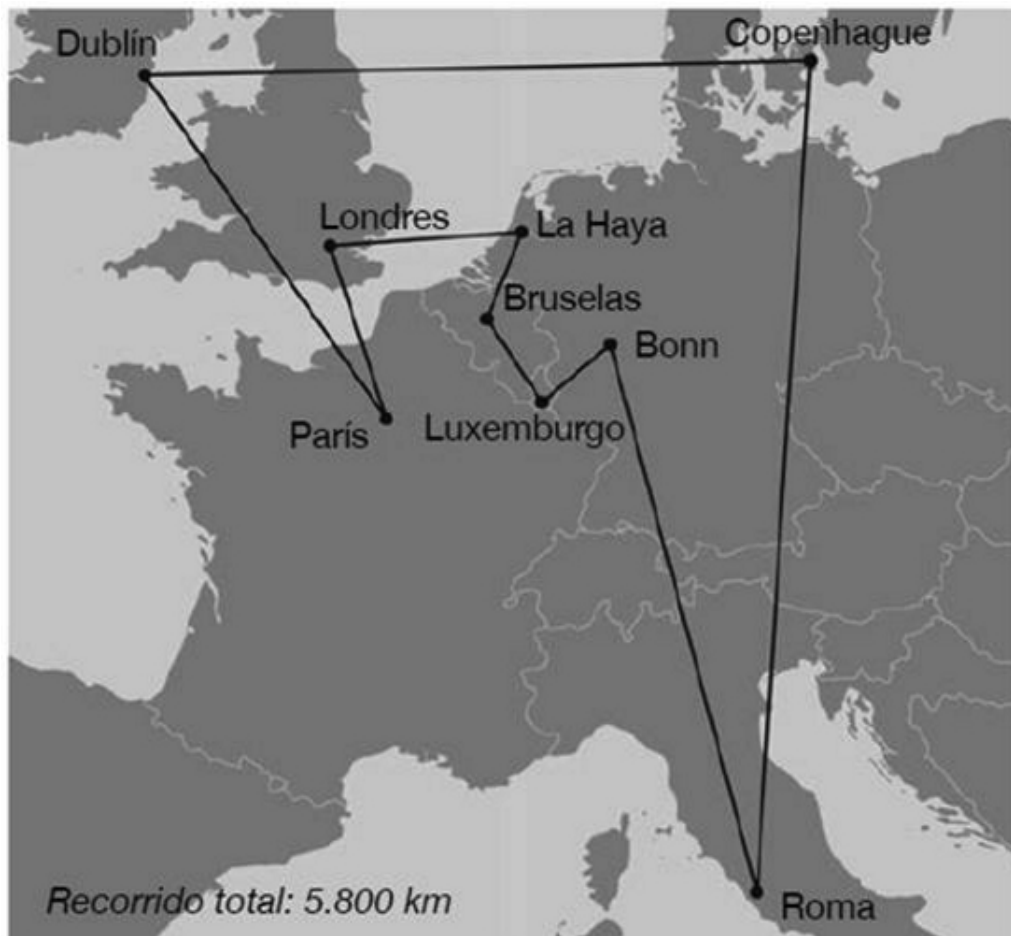 Dublín
Copenhague
Londres
La Haya
Bruselas
Bonn
París
Luxemburgo
Recorrido total: 5.800 km
Roma